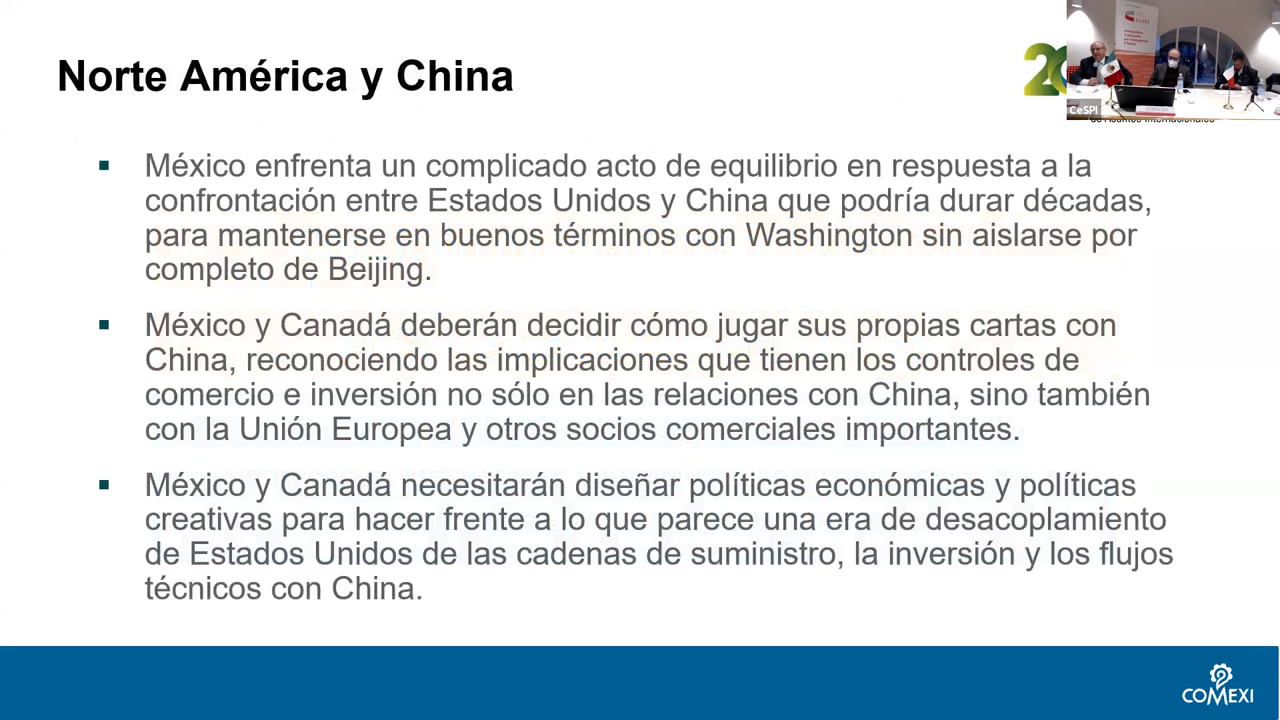 Norte América y China
20
CeSPI
CeSPI
de Asuntos Internacionales
▪ México enfrenta un complicado acto de equilibrio en respuesta a la
confrontación entre Estados Unidos y China que podría durar décadas,
para mantenerse en buenos términos con Washington sin aislarse por
completo de Beijing.
▪ México y Canadá deberán decidir cómo jugar sus propias cartas con
China, reconociendo las implicaciones que tienen los controles de
comercio e inversión no sólo en las relaciones con China, sino también
con la Unión Europea y otros socios comerciales importantes.
▪ México y Canadá necesitarán diseñar políticas económicas y políticas
creativas para hacer frente a lo que parece una era de desacoplamiento
de Estados Unidos de las cadenas de suministro, la inversión y los flujos
técnicos con China.
COMEXI